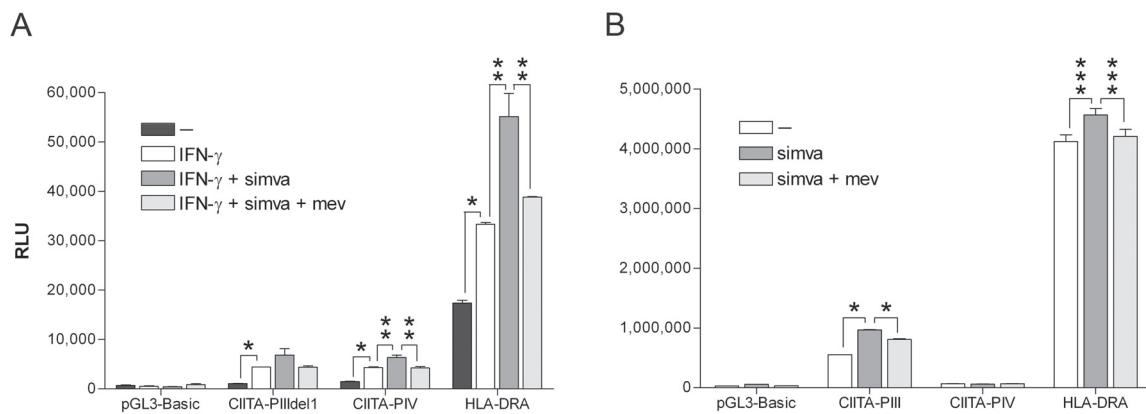 A
B
RLU
60,000
50,000
40,000
30,000
20,000
10,000
0
–
IFN-γ
IFN-γ + simva
IFN-γ + simva + mev
*
*
**
**
*
**
**
pGL3-Basic
CIITA-PIIIdel1
CIITA-PIV
HLA-DRA
5,000,000
4,000,000
3,000,000
2,000,000
1,000,000
0
–
simva
simva + mev
*
*
***
***
pGL3-Basic
CIITA-PIII
CIITA-PIV
HLA-DRA